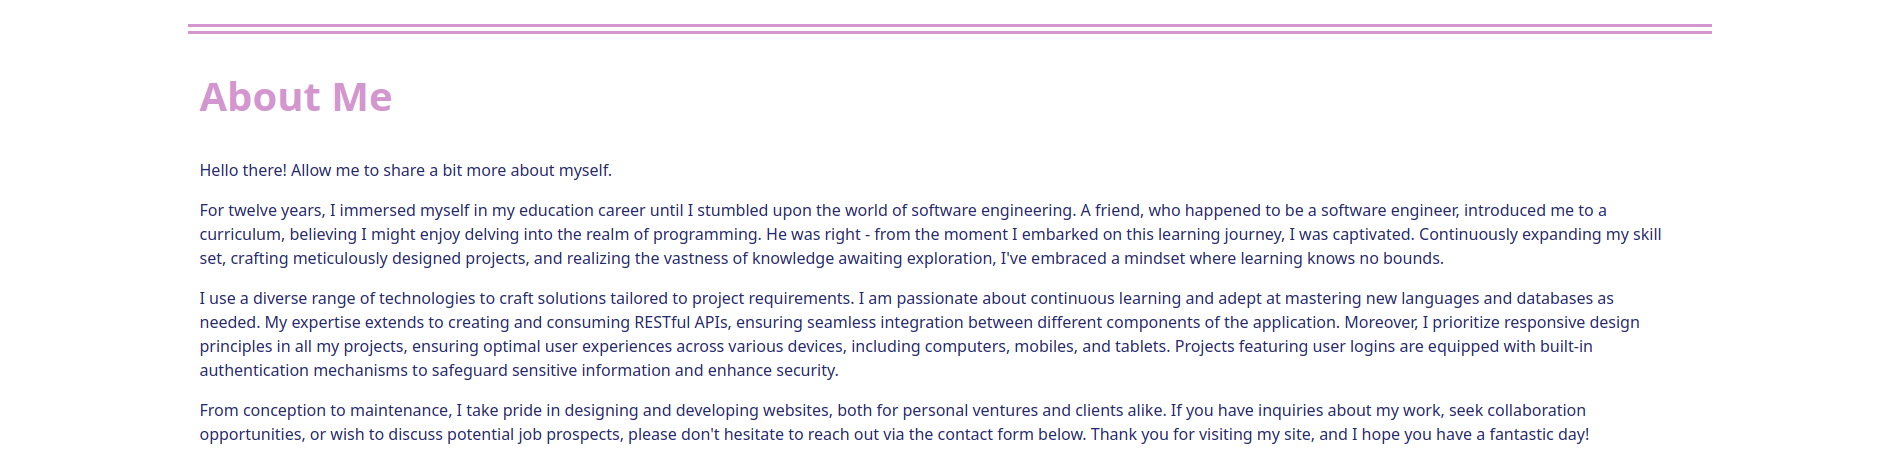 About Me
Hello there! Allow me to share a bit more about myself.
For twelve years, I immersed myself in my education career until I stumbled upon the world of software engineering. A friend, who happened to be a software engineer, introduced me to a
curriculum, believing I might enjoy delving into the realm of programming. He was right - from the moment I embarked on this learning journey, I was captivated. Continuously expanding my skill
set, crafting meticulously designed projects, and realizing the vastness of knowledge awaiting exploration, I've embraced a mindset where learning knows no bounds.
I use a diverse range of technologies to craft solutions tailored to project requirements. I am passionate about continuous learning and adept at mastering new languages and databases as
needed. My expertise extends to creating and consuming RESTful APIs, ensuring seamless integration between different components of the application. Moreover, I prioritize responsive design
principles in all my projects, ensuring optimal user experiences across various devices, including computers, mobiles, and tablets. Projects featuring user logins are equipped with built-in
authentication mechanisms to safeguard sensitive information and enhance security.
From conception to maintenance, I take pride in designing and developing websites, both for personal ventures and clients alike. If you have inquiries about my work, seek collaboration
opportunities, or wish to discuss potential job prospects, please don't hesitate to reach out via the contact form below. Thank you for visiting my site, and I hope you have a fantastic day!